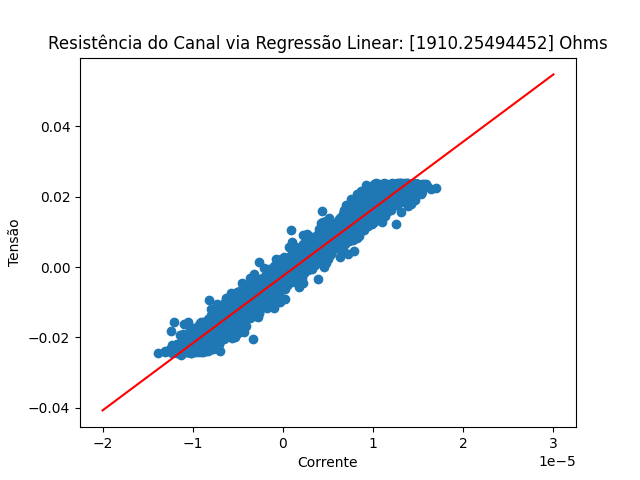 Resistência do Canal via Regressão Linear: [1910.25494452] Ohms
0.04
0.02
0.00
−0.02
−0.04
Tensão
−2
−1
0
1
2
3
1e−5
Corrente